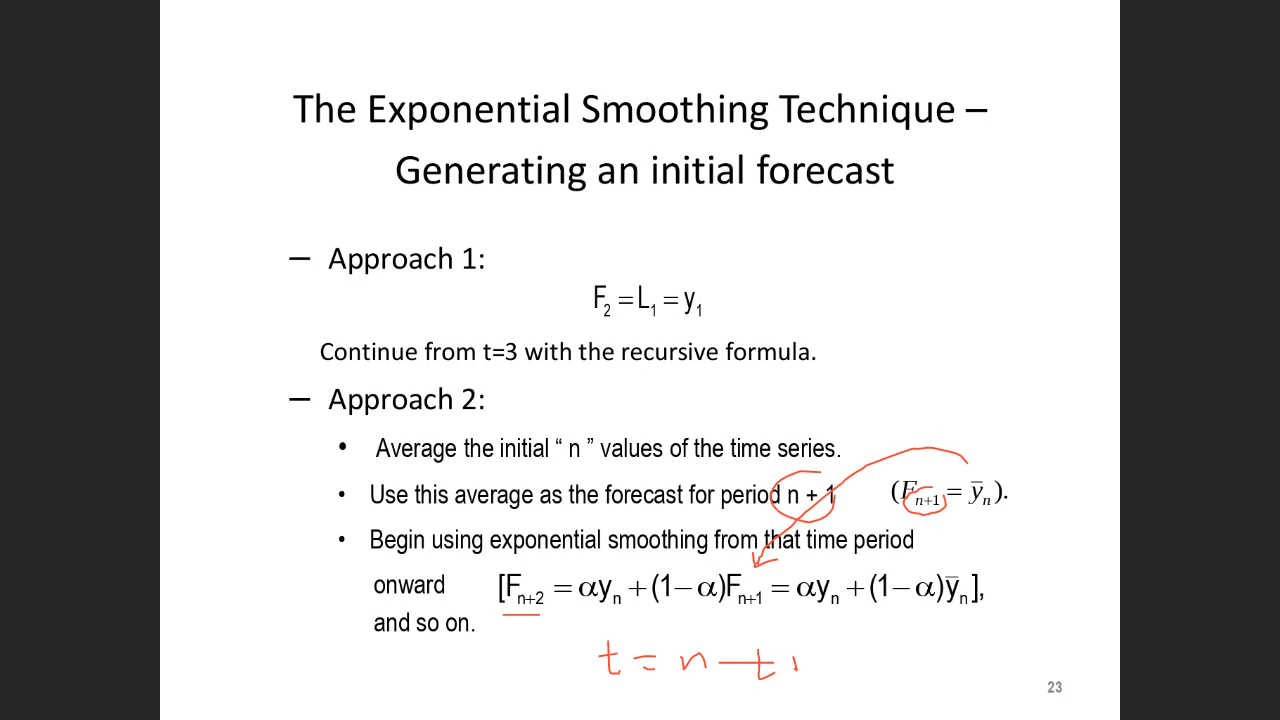 The Exponential Smoothing Technique –
Generating an initial forecast
– Approach 1:
F₂ = L₁ = y₁
Continue from t=3 with the recursive formula.
– Approach 2:
• Average the initial “ n ” values of the time series.
• Use this average as the forecast for period n + 1 (Fₙ₊₁ = ȳₙ).
• Begin using exponential smoothing from that time period
onward [Fₙ₊₂ = αyₙ + (1− α)Fₙ₊₁ = αyₙ + (1− α)ȳₙ ],
and so on.
t = n
23